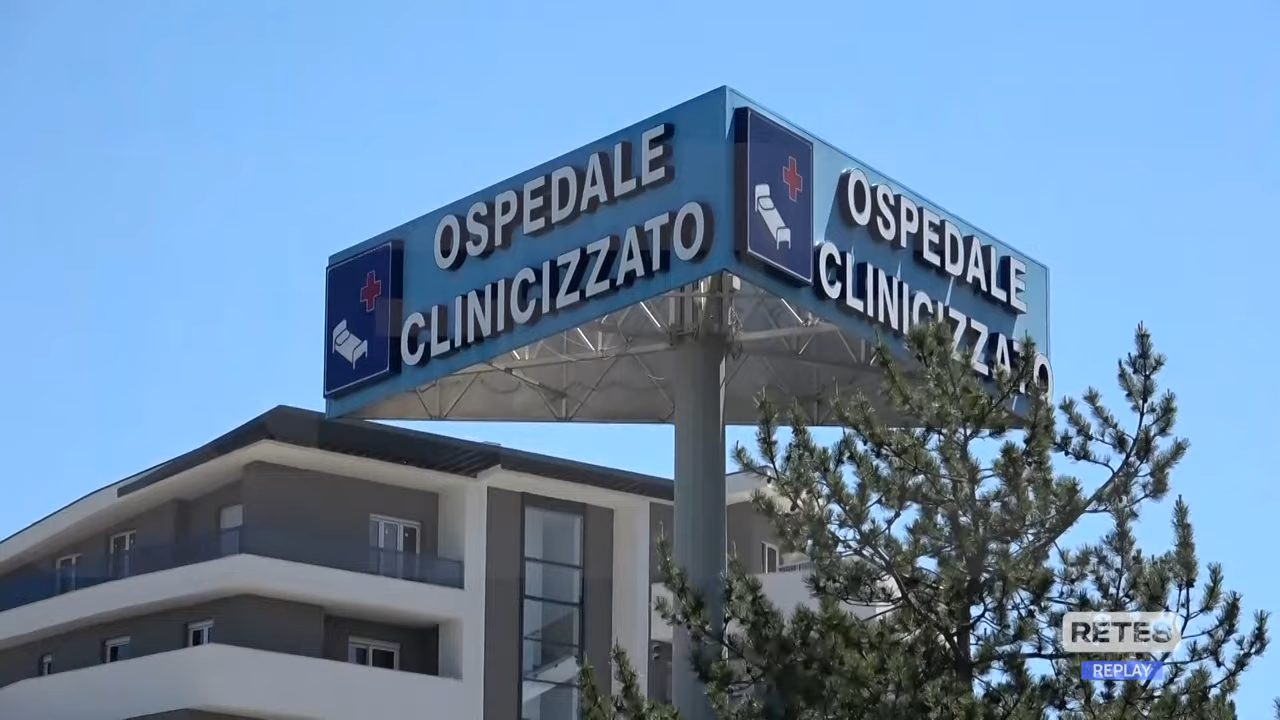 OSPEDALE
CLINICIZZATO
OSPEDALE
CLINICIZZATO
RETE8
REPLAY